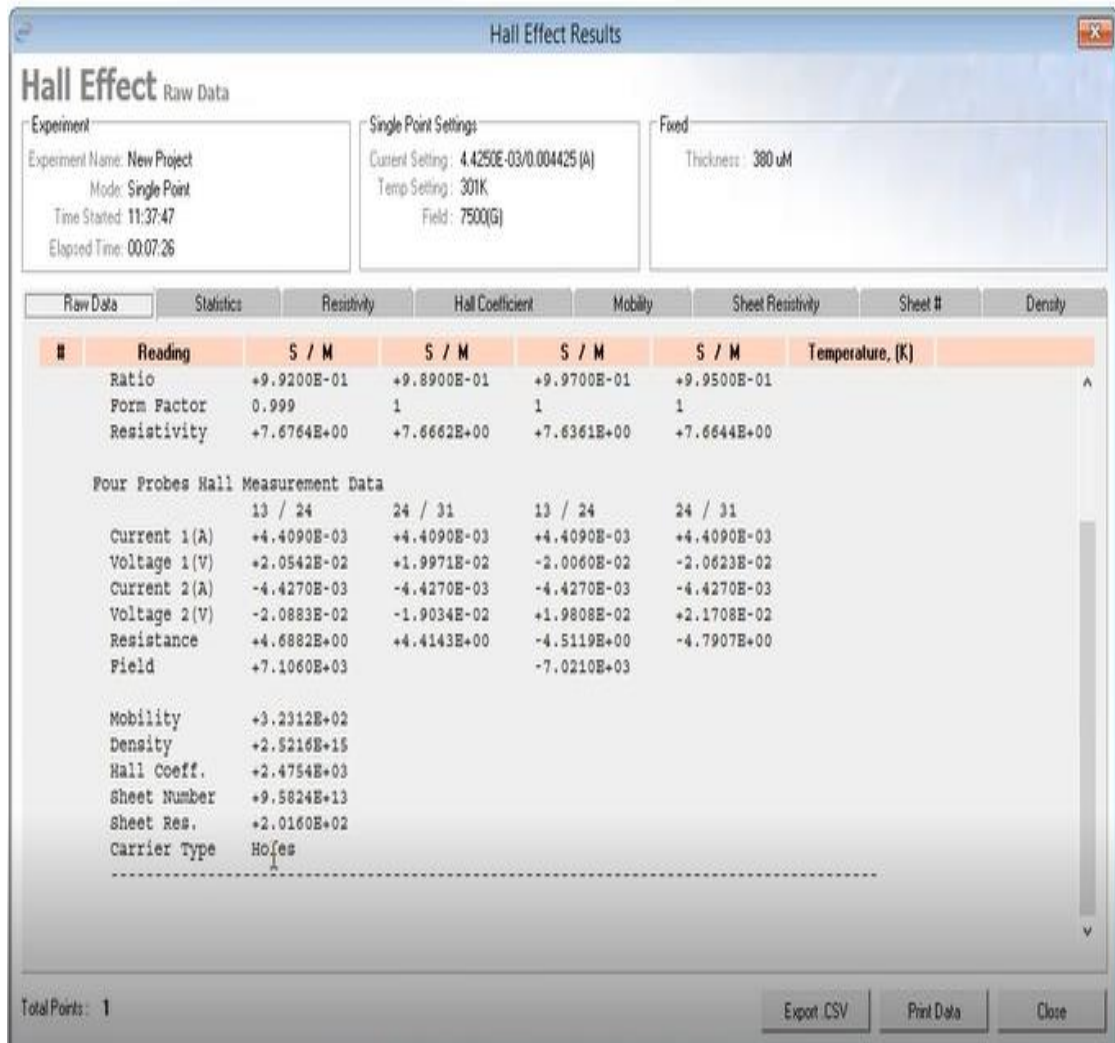 Hall Effect Results
Hall Effect Raw Data
Experiment
Experiment Name: New Project
Mode: Single Point
Time Started: 11:37:47
Elapsed Time: 00:07:26
Single Point Settings
Current Setting: 4.4250E-03/0.004425 (A)
Temp Setting: 301K
Field: 7500(G)
Fixed
Thickness: 380 uM
Raw Data Statistics Resistivity Hall Coefficient Mobility Sheet Resistivity Sheet # Density
# Reading S / M S / M S / M S / M Temperature, (K)
Ratio +9.9200E-01 +9.8900E-01 +9.9700E-01 +9.9500E-01
Form Factor 0.999 1 1 1
Resistivity +7.6764E+00 +7.6662E+00 +7.6361E+00 +7.6644E+00
Four Probes Hall Measurement Data
13 / 24 24 / 31 13 / 24 24 / 31
Current 1(A) +4.4090E-03 +4.4090E-03 +4.4090E-03 +4.4090E-03
Voltage 1(V) +2.0542E-02 +1.9971E-02 -2.0060E-02 -2.0623E-02
Current 2(A) -4.4270E-03 -4.4270E-03 -4.4270E-03 -4.4270E-03
Voltage 2(V) -2.0883E-02 -1.9034E-02 +1.9808E-02 +2.1708E-02
Resistance +4.6882E+00 +4.4143E+00 -4.5119E+00 -4.7907E+00
Field +7.1060E+03 -7.0210E+03
Mobility +3.2312E+02
Density +2.5216E+15
Hall Coeff. +2.4754E+03
Sheet Number +9.5824E+13
Sheet Res. +2.0160E+02
Carrier Type Holes
Total Points: 1
Export .CSV Print Data Close